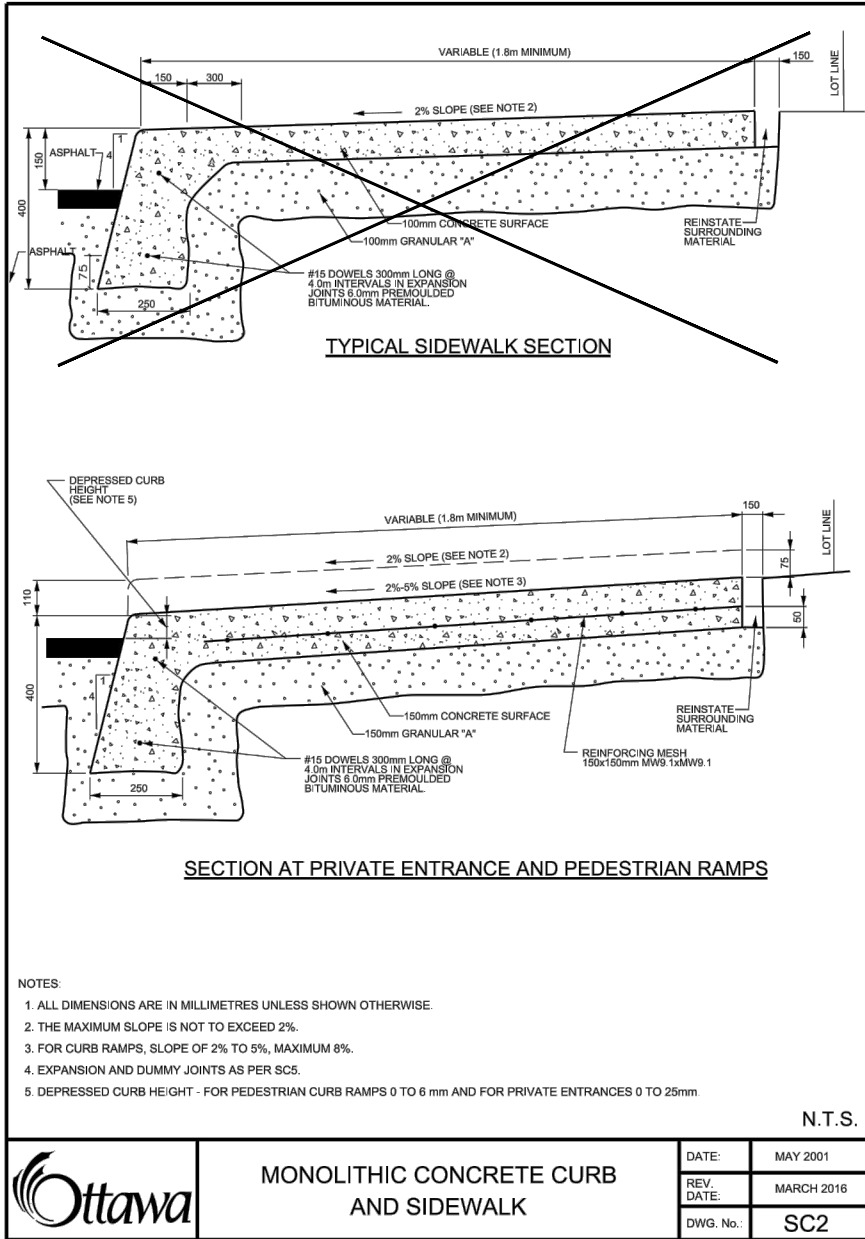 VARIABLE (1.8m MINIMUM)
150
300
150
LOT LINE
2% SLOPE (SEE NOTE 2)
ASPHALT
4
1
150
400
ASPHALT
75
250
100mm CONCRETE SURFACE
100mm GRANULAR "A"
REINSTATE
SURROUNDING
MATERIAL
#15 DOWELS 300mm LONG @
4.0m INTERVALS IN EXPANSION
JOINTS 6.0mm PREMOULDED
BITUMINOUS MATERIAL.
TYPICAL SIDEWALK SECTION
DEPRESSED CURB
HEIGHT
(SEE NOTE 5)
VARIABLE (1.8m MINIMUM)
150
LOT LINE
2% SLOPE (SEE NOTE 2)
75
2%-5% SLOPE (SEE NOTE 3)
110
50
400
1
4
150mm CONCRETE SURFACE
150mm GRANULAR "A"
REINSTATE
SURROUNDING
MATERIAL
REINFORCING MESH
150x150mm MW9.1xMW9.1
#15 DOWELS 300mm LONG @
4.0m INTERVALS IN EXPANSION
JOINTS 6.0mm PREMOULDED
BITUMINOUS MATERIAL.
250
SECTION AT PRIVATE ENTRANCE AND PEDESTRIAN RAMPS
NOTES:
1. ALL DIMENSIONS ARE IN MILLIMETRES UNLESS SHOWN OTHERWISE.
2. THE MAXIMUM SLOPE IS NOT TO EXCEED 2%.
3. FOR CURB RAMPS, SLOPE OF 2% TO 5%, MAXIMUM 8%.
4. EXPANSION AND DUMMY JOINTS AS PER SC5.
5. DEPRESSED CURB HEIGHT - FOR PEDESTRIAN CURB RAMPS 0 TO 6 mm AND FOR PRIVATE ENTRANCES 0 TO 25mm
N.T.S.
Ottawa
MONOLITHIC CONCRETE CURB
AND SIDEWALK
DATE: MAY 2001
REV. DATE: MARCH 2016
DWG. No.: SC2